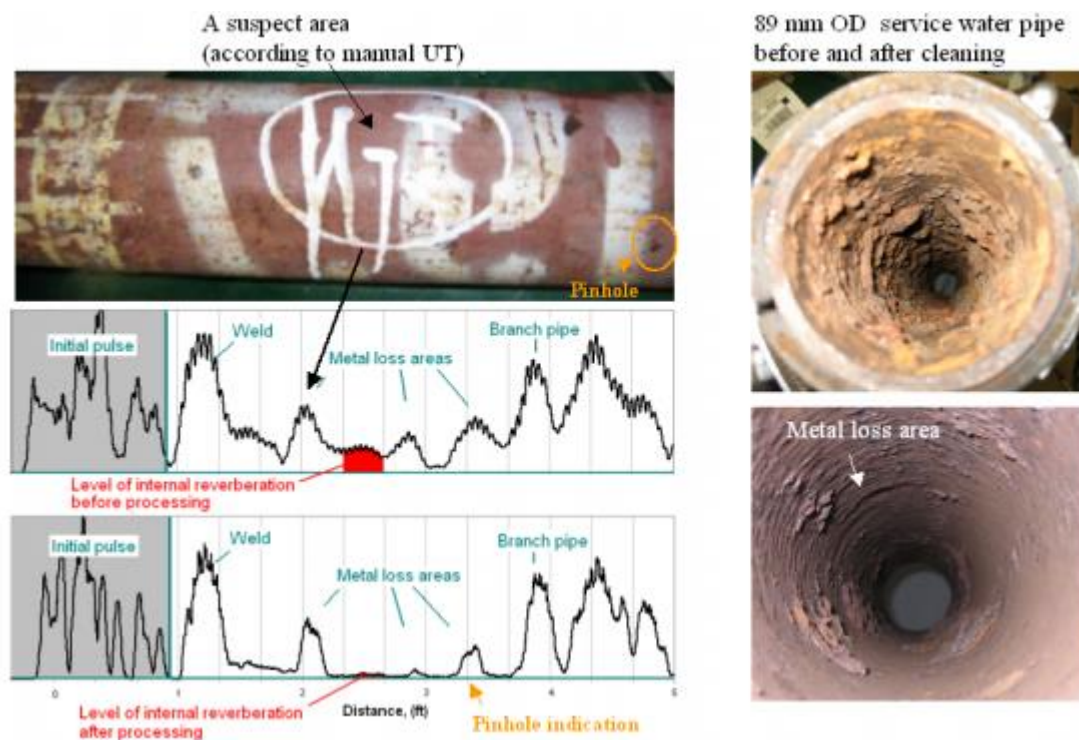 A suspect area
(according to manual UT)
89 mm OD service water pipe
before and after cleaning
Pinhole
Initial pulse
Weld
Metal loss areas
Branch pipe
Level of internal reverberation
before processing
Metal loss area
Initial pulse
Weld
Metal loss areas
Branch pipe
0 1 2 3 4 5
Distance, (ft)
Level of internal reverberation
after processing
Pinhole indication